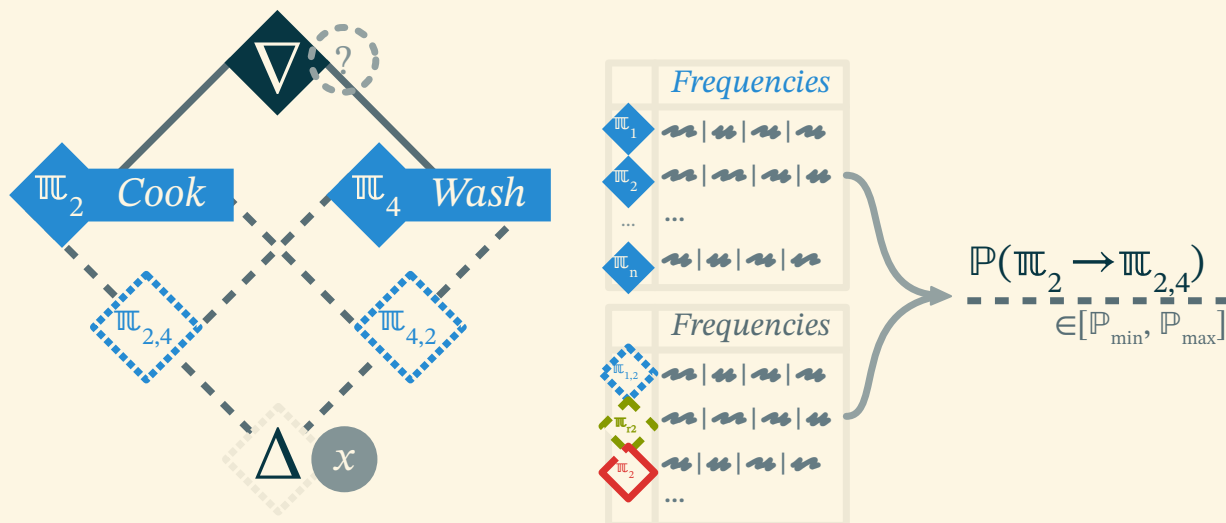 ∇ ?
ℼ₂ Cook
ℼ₄ Wash
ℼ₂,₄
ℼ₄,₂
Δ x
Frequencies
ℼ₁
ℼ₂
...
...
ℼₙ
Frequencies
ℼ₁,₂
ℼᵣ₂
ℼ₂
...
ℙ(ℼ₂ → ℼ₂,₄)
∈[ℙmin, ℙmax]